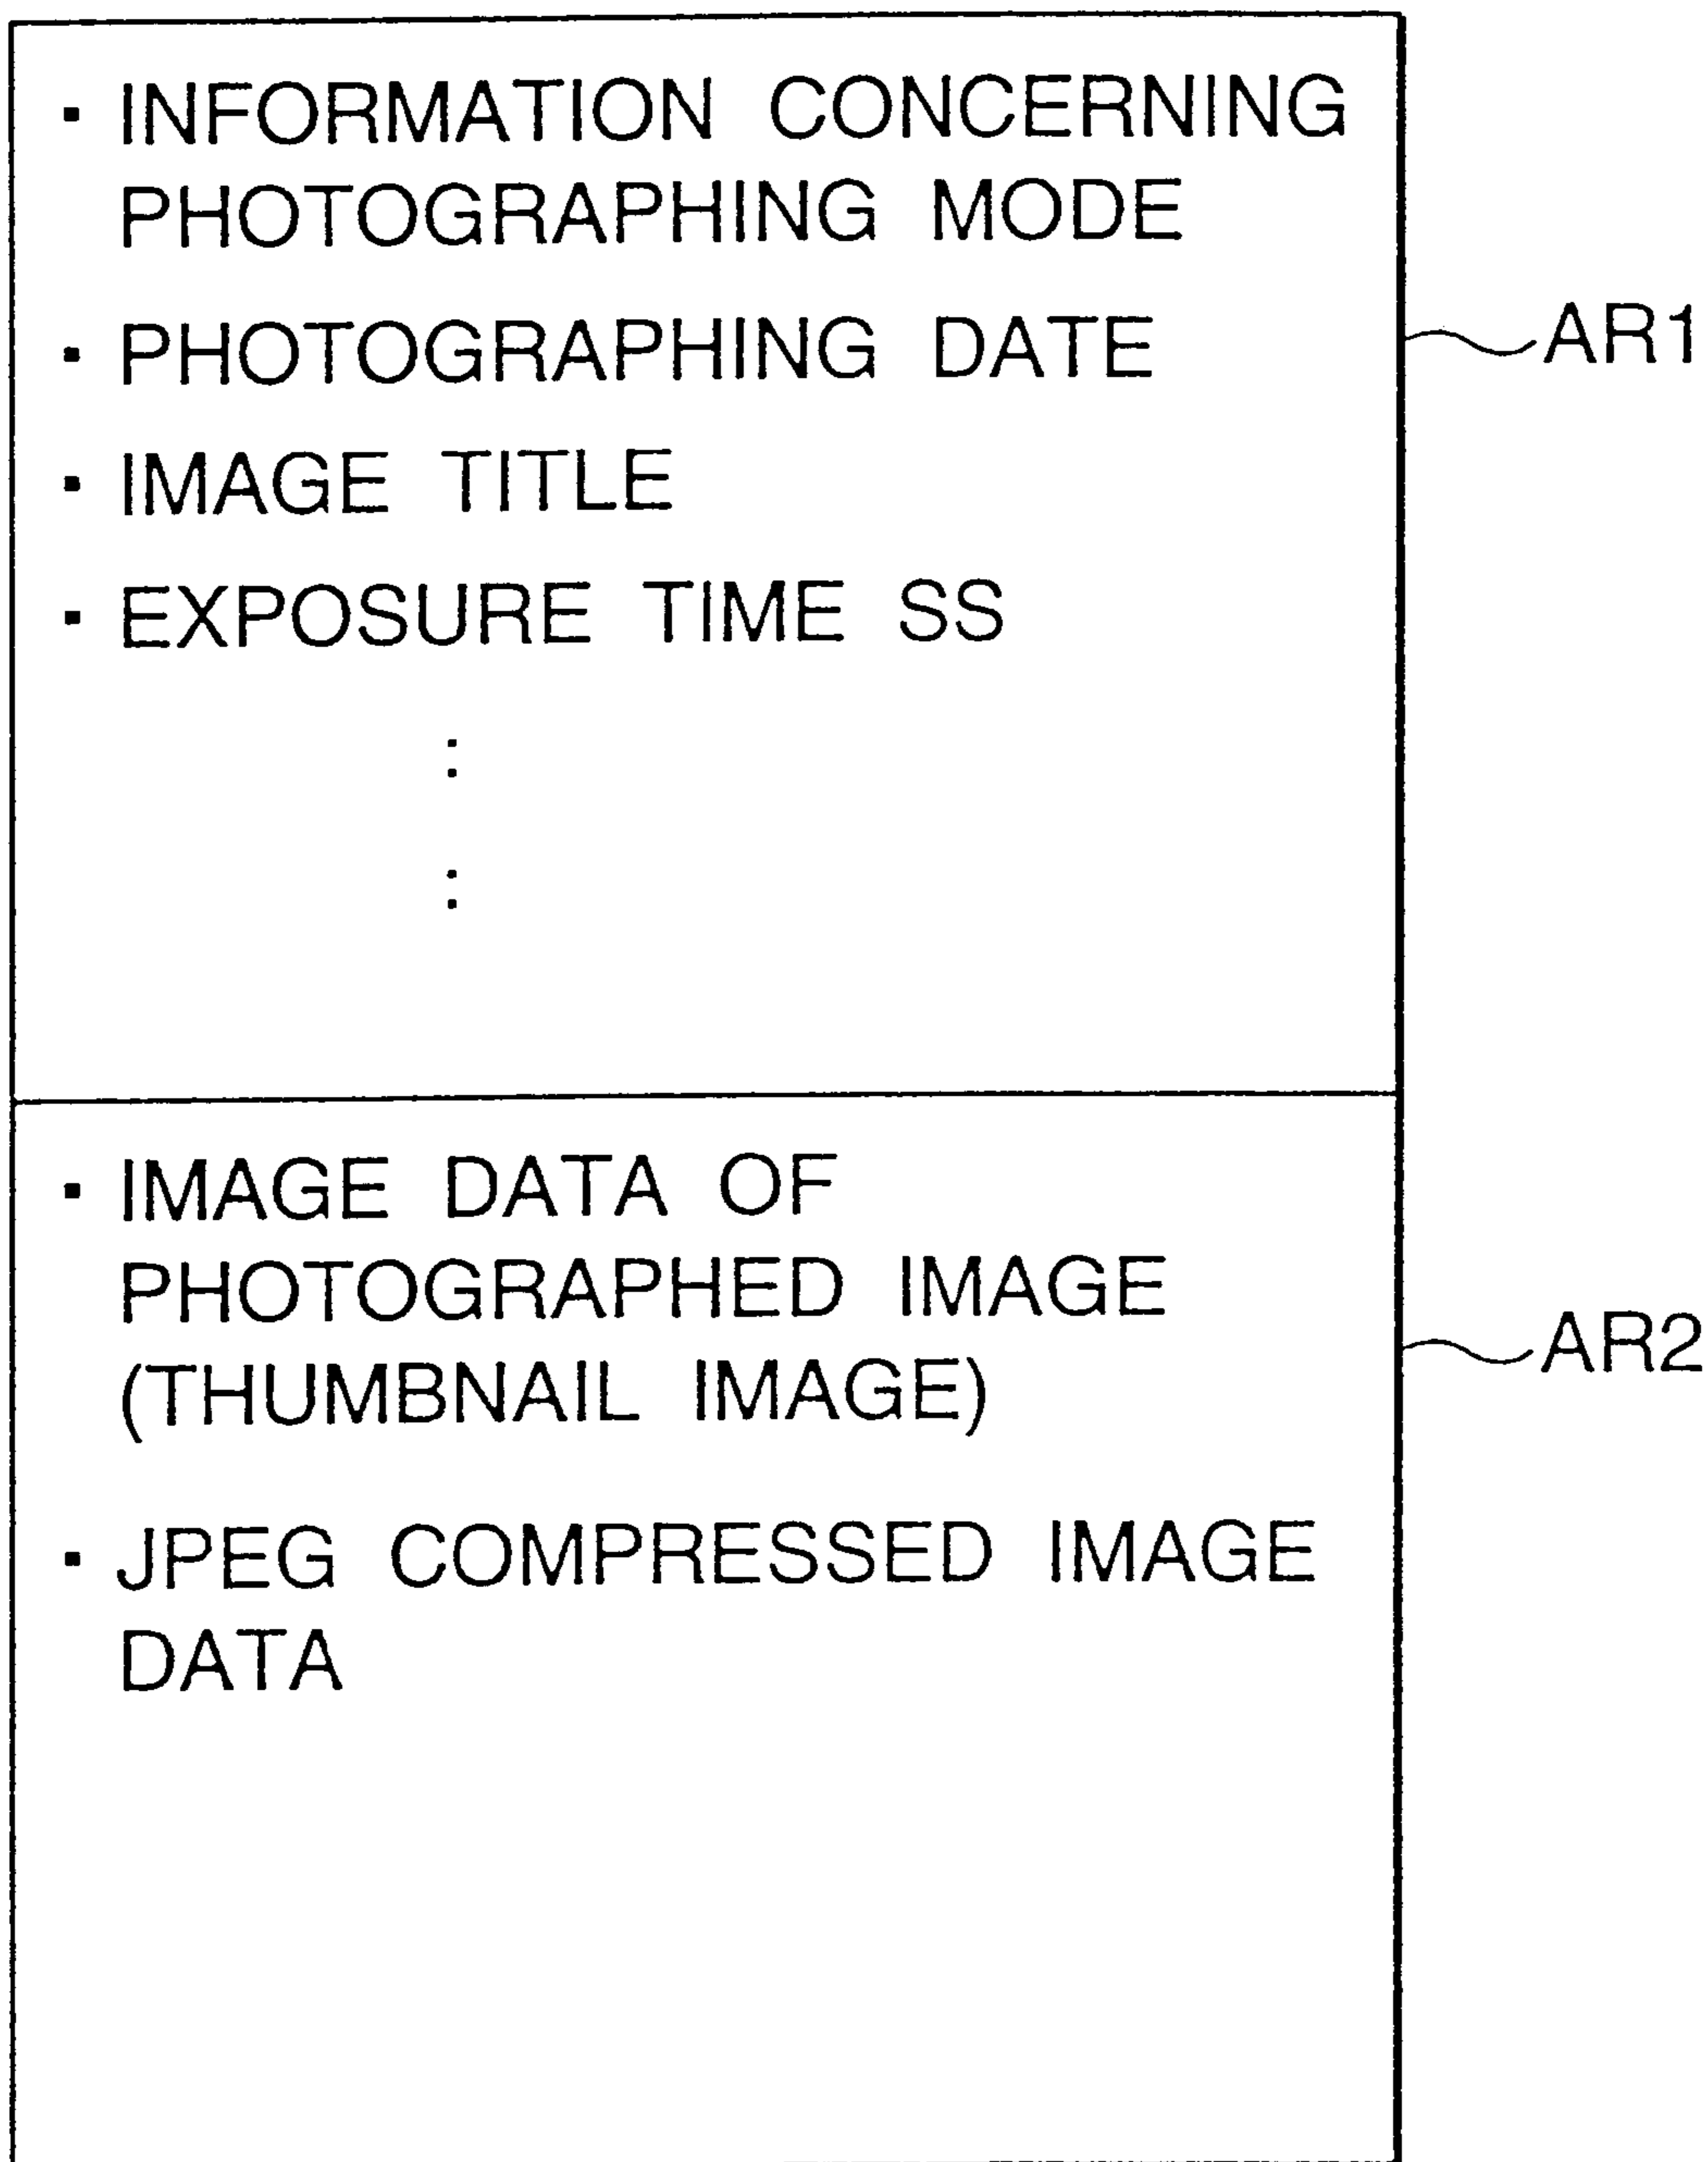 · INFORMATION CONCERNING
PHOTOGRAPHING MODE
· PHOTOGRAPHING DATE
AR1
· IMAGE TITLE
· EXPOSURE TIME SS
:
:
· IMAGE DATA OF
PHOTOGRAPHED IMAGE
(THUMBNAIL IMAGE)
AR2
· JPEG COMPRESSED IMAGE
DATA